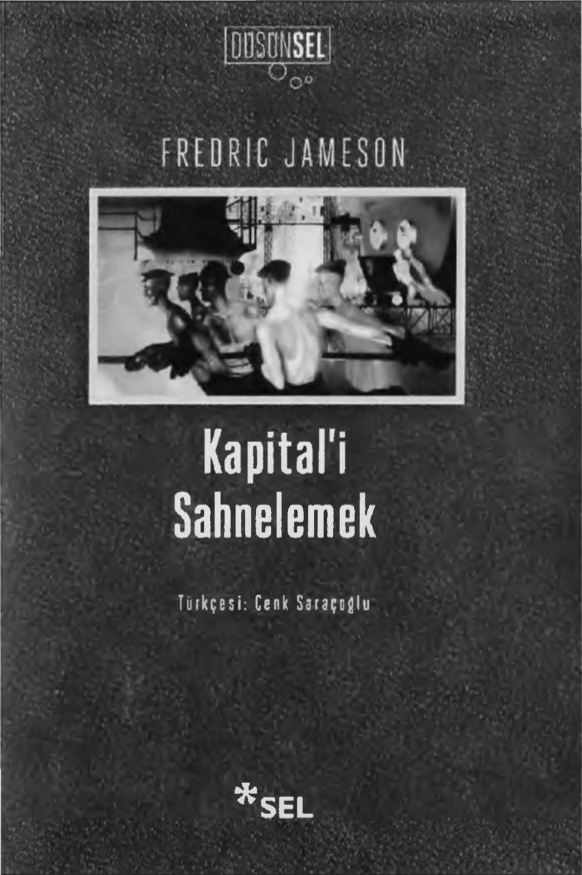 DÜŞÜNSEL
FREDRIC JAMESON
Kapital'i
Sahnelemek
Türkçesi: Cenk Saraçoğlu
*SEL